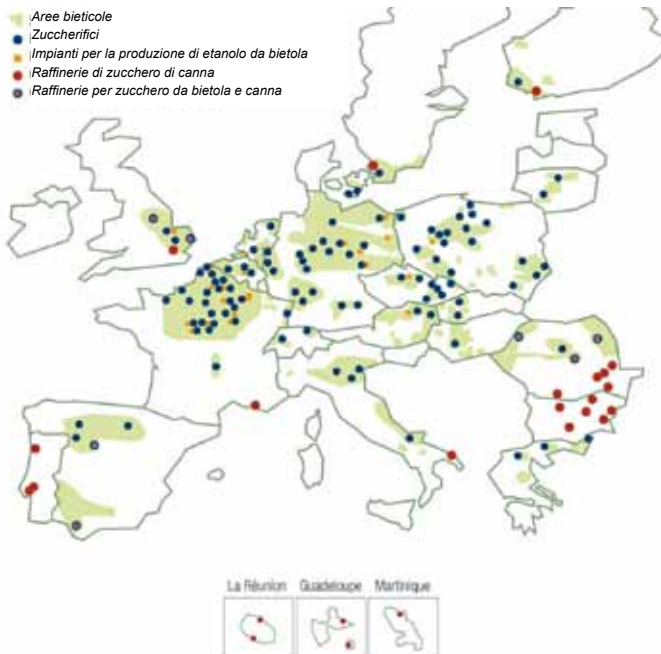 Aree bieticole
Zuccherifici
Impianti per la produzione di etanolo da bietola
Raffinerie di zucchero di canna
Raffinerie per zucchero da bietola e canna
La Réunion
Guadeloupe
Martinique